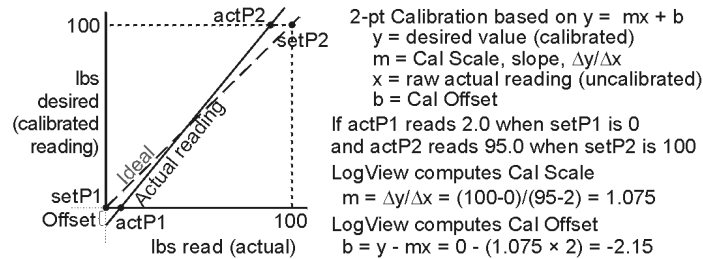 actP2
100
setP2
lbs
desired
(calibrated
reading)
Ideal
Actual reading
setP1
Offset
actP1
100
lbs read (actual)
2-pt Calibration based on y = mx + b
y = desired value (calibrated)
m = Cal Scale, slope, Δy/Δx
x = raw actual reading (uncalibrated)
b = Cal Offset
If actP1 reads 2.0 when setP1 is 0
and actP2 reads 95.0 when setP2 is 100
LogView computes Cal Scale
m = Δy/Δx = (100-0)/(95-2) = 1.075
LogView computes Cal Offset
b = y - mx = 0 - (1.075 × 2) = -2.15